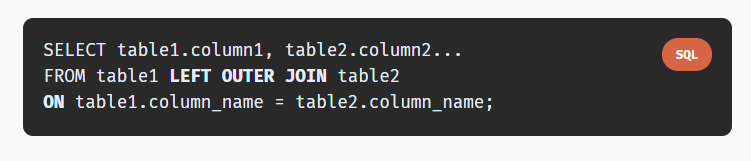 SELECT table1.column1, table2.column2...
SQL
FROM table1 LEFT OUTER JOIN table2
ON table1.column_name = table2.column_name;